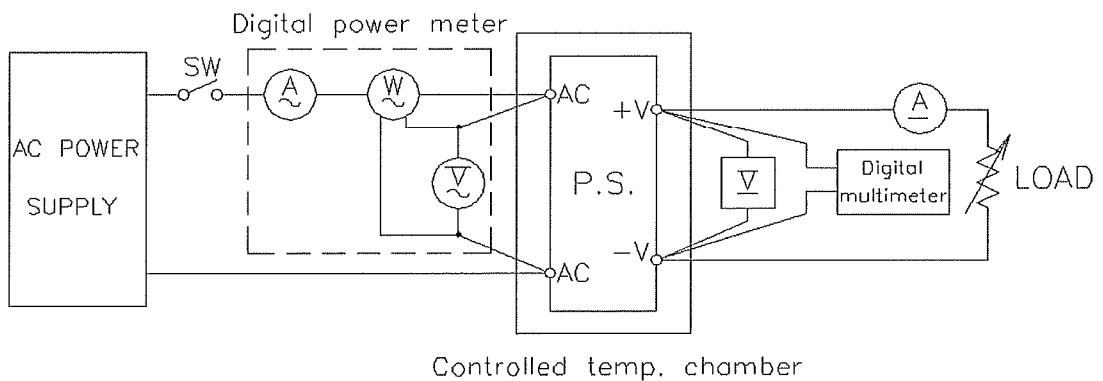 Digital power meter
SW
A
W
AC
+V
A
AC POWER
SUPPLY
V
P.S.
V
Digital
multimeter
LOAD
-V
AC
Controlled temp. chamber